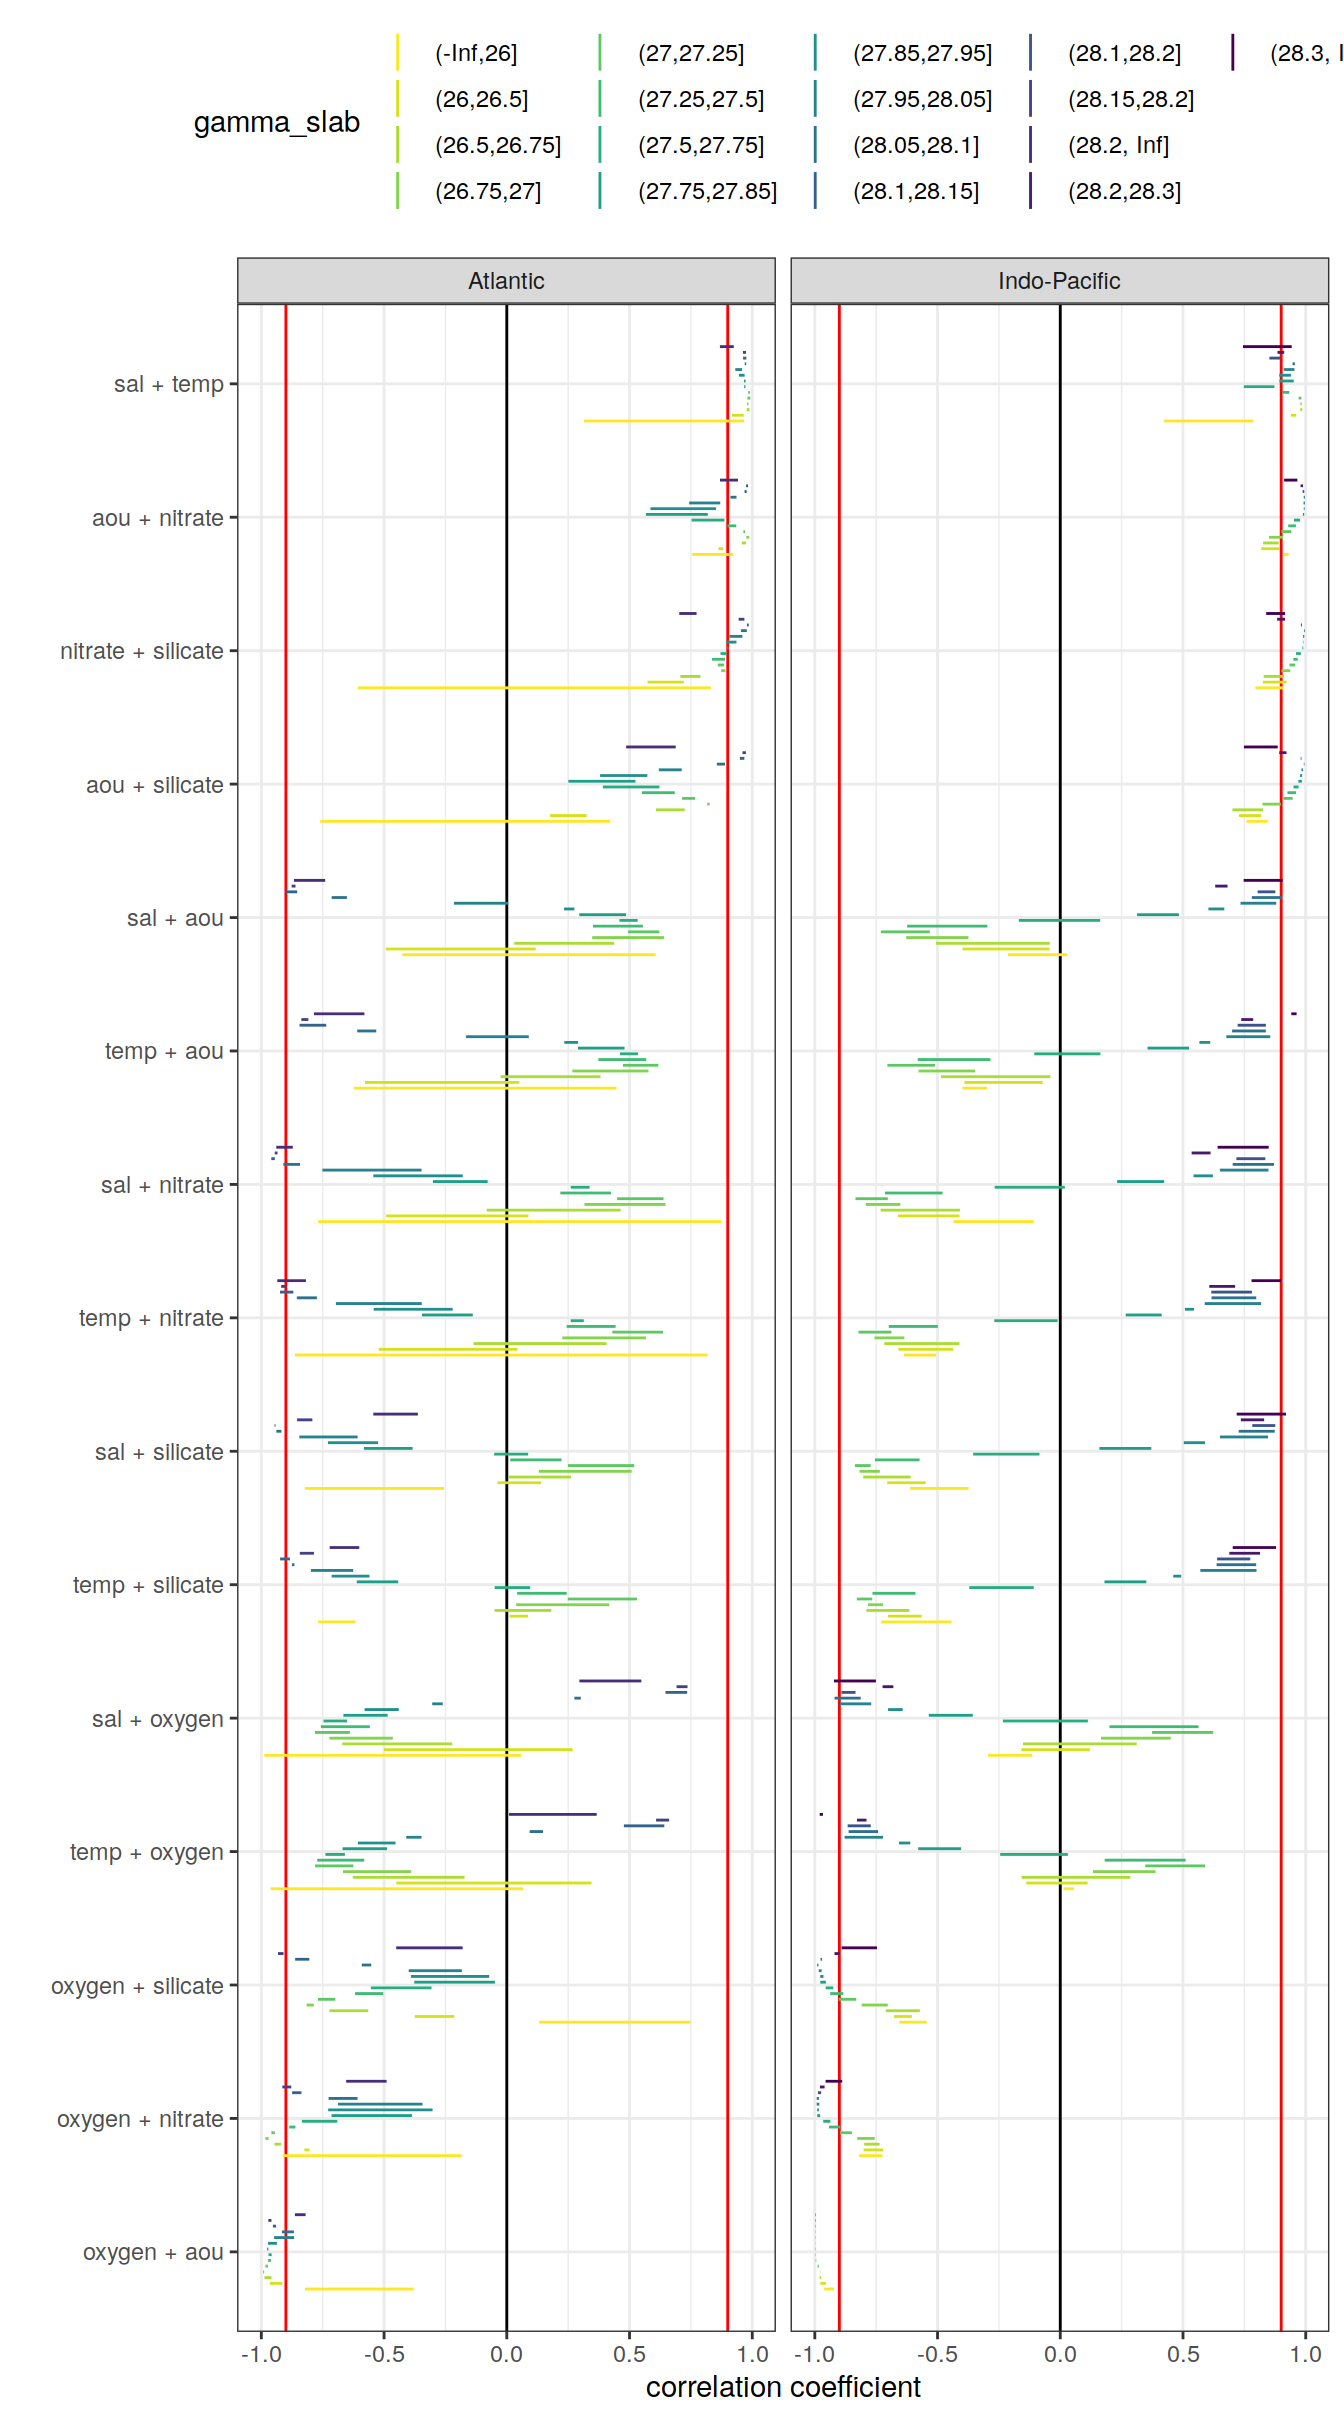 (-Inf,26] (27,27.25] (27.85,27.95] (28.1,28.2] (28.3,
(26,26.5] (27.25,27.5] (27.95,28.05] (28.15,28.2]
gamma_slab
(26.5,26.75] (27.5,27.75] (28.05,28.1] (28.2, Inf]
(26.75,27] (27.75,27.85] (28.1,28.15] (28.2,28.3]
Atlantic Indo-Pacific
sal + temp
aou + nitrate
nitrate + silicate
aou + silicate
sal + aou
temp + aou
sal + nitrate
temp + nitrate
sal + silicate
temp + silicate
sal + oxygen
temp + oxygen
oxygen + silicate
oxygen + nitrate
oxygen + aou
-1.0 -0.5 0.0 0.5 1.0 -1.0 -0.5 0.0 0.5 1.0
correlation coefficient